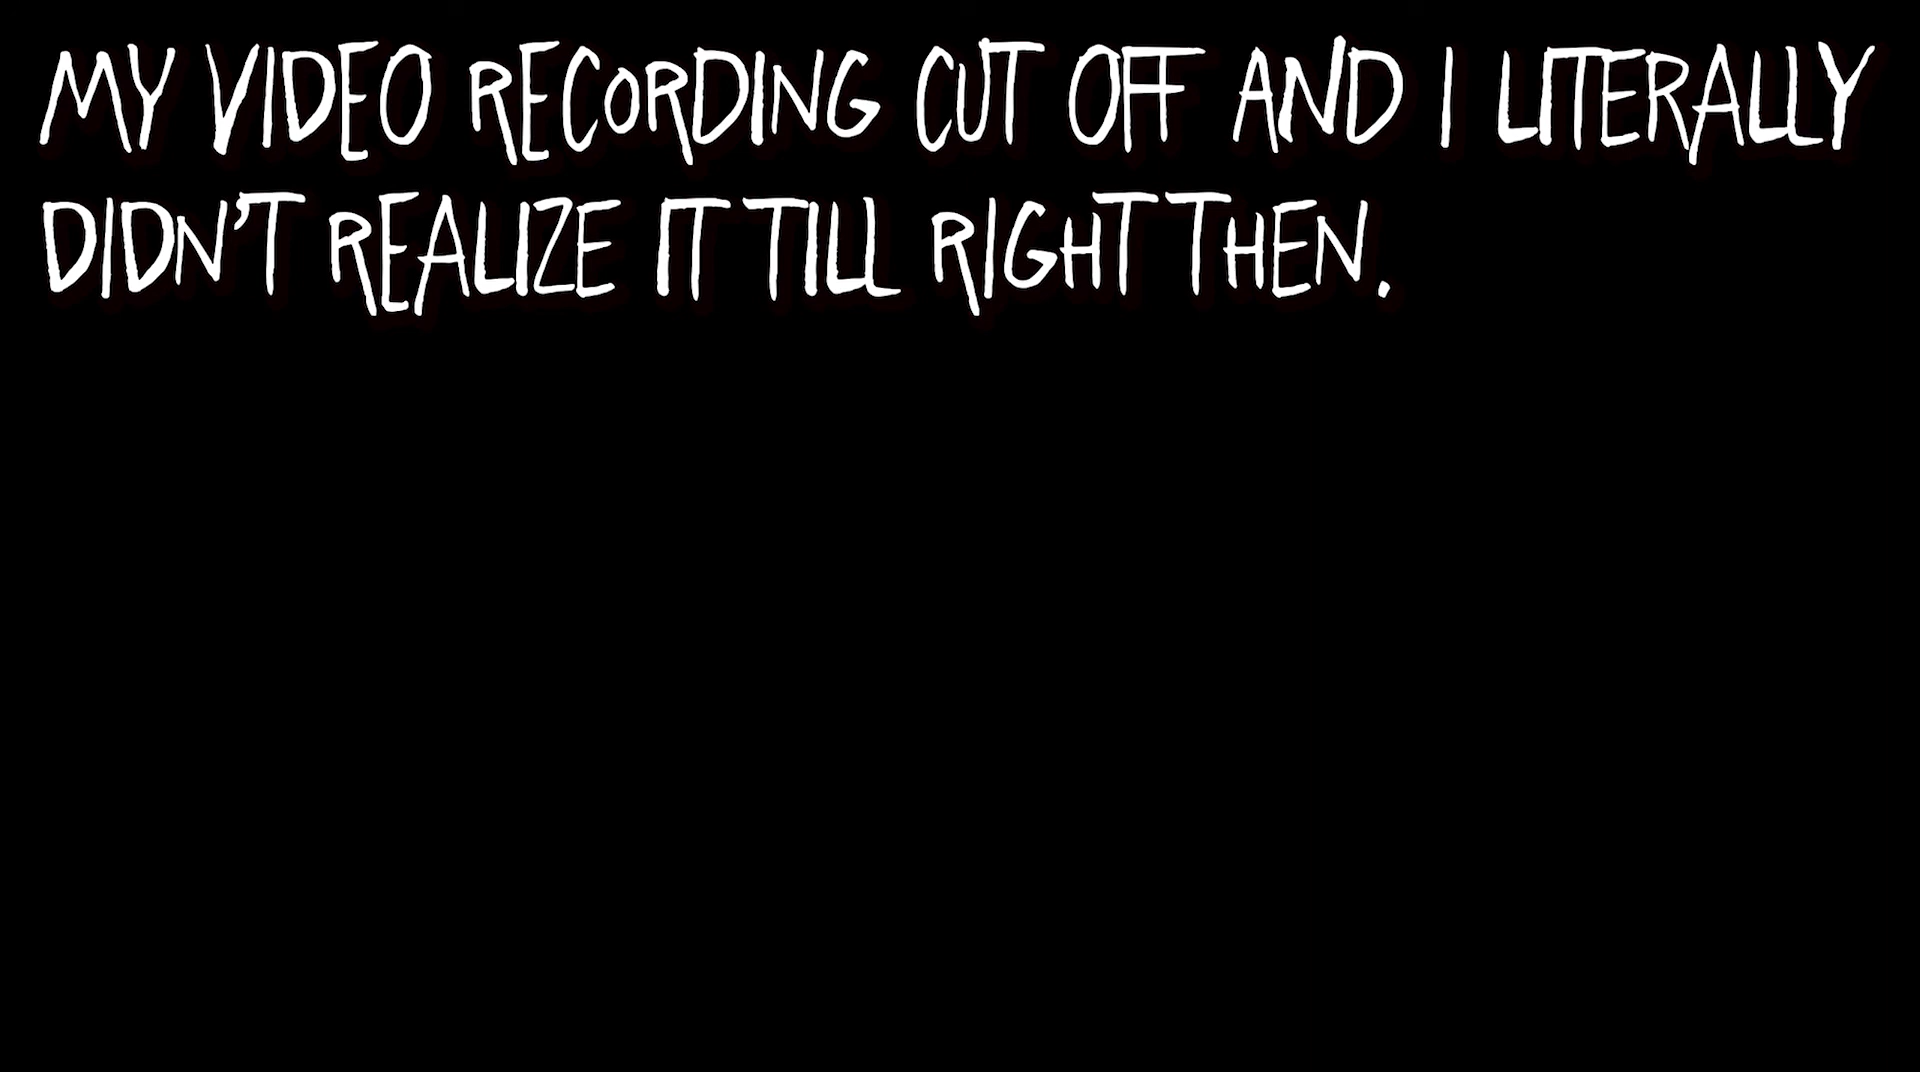 MY VIDEO RECORDING CUT OFF AND I LITERALLY
DIDN'T REALIZE IT TILL RIGHT THEN.